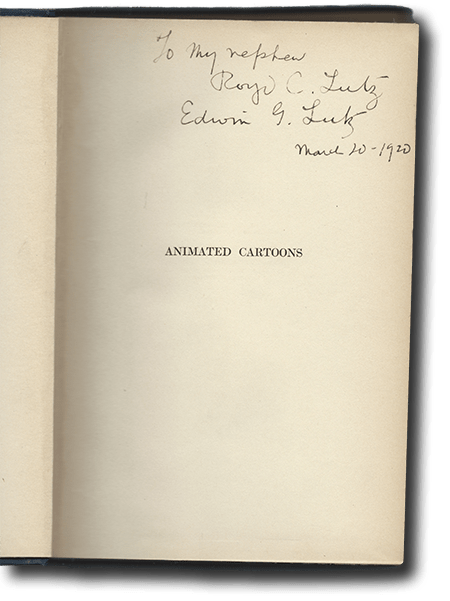 To My nephew
Royd C. Lutz
Edwin G. Lutz
March 20-1920
ANIMATED CARTOONS